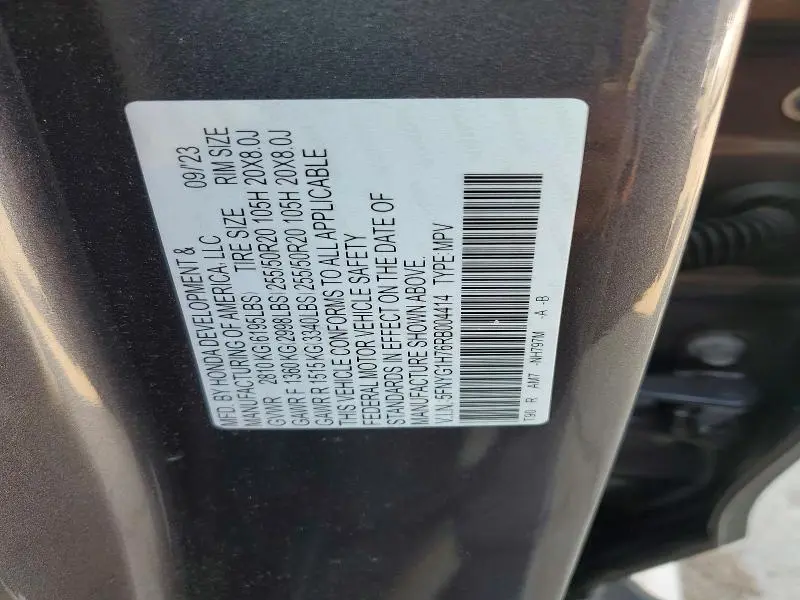 MFD. BY HONDA DEVELOPMENT & 09/'23
MANUFACTURING OF AMERICA, LLC
GVWR 2810KG 6195LBS TIRE SIZE RIM SIZE
GAWR F 1360KG 2998LBS 255/50R20 105H 20X8.0J
GAWR R 1515KG 3340LBS 255/50R20 105H 20X8.0J
THIS VEHICLE CONFORMS TO ALL APPLICABLE
FEDERAL MOTOR VEHICLE SAFETY
STANDARDS IN EFFECT ON THE DATE OF
MANUFACTURE SHOWN ABOVE.
V.I.N.:5FNYG1H76RB004414 TYPE:MPV
T90 R AM7 -NH797M -A -B